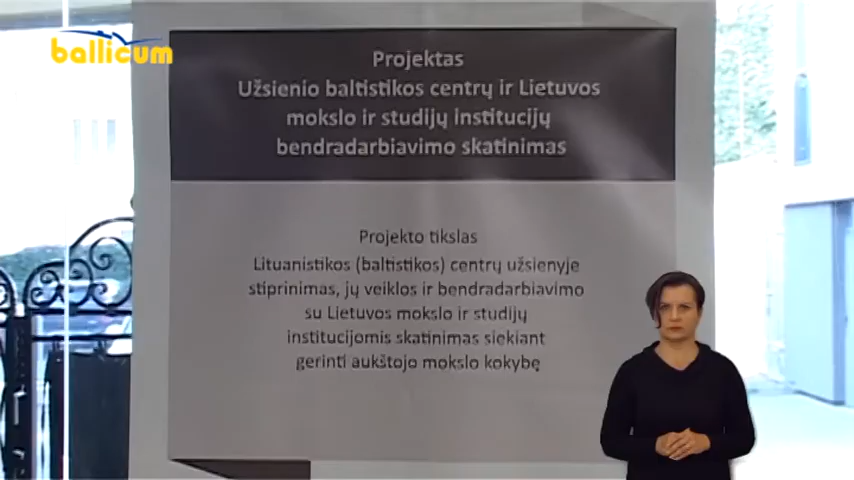 balticum
Projektas
Užsienio baltistikos centrų ir Lietuvos
mokslo ir studijų institucijų
bendradarbiavimo skatinimas
Projekto tikslas
Lituanistikos (baltistikos) centrų užsienyje
stiprinimas, jų veiklos ir bendradarbiavimo
su Lietuvos mokslo ir studijų
institucijomis skatinimas siekiant
gerinti aukštojo mokslo kokybę